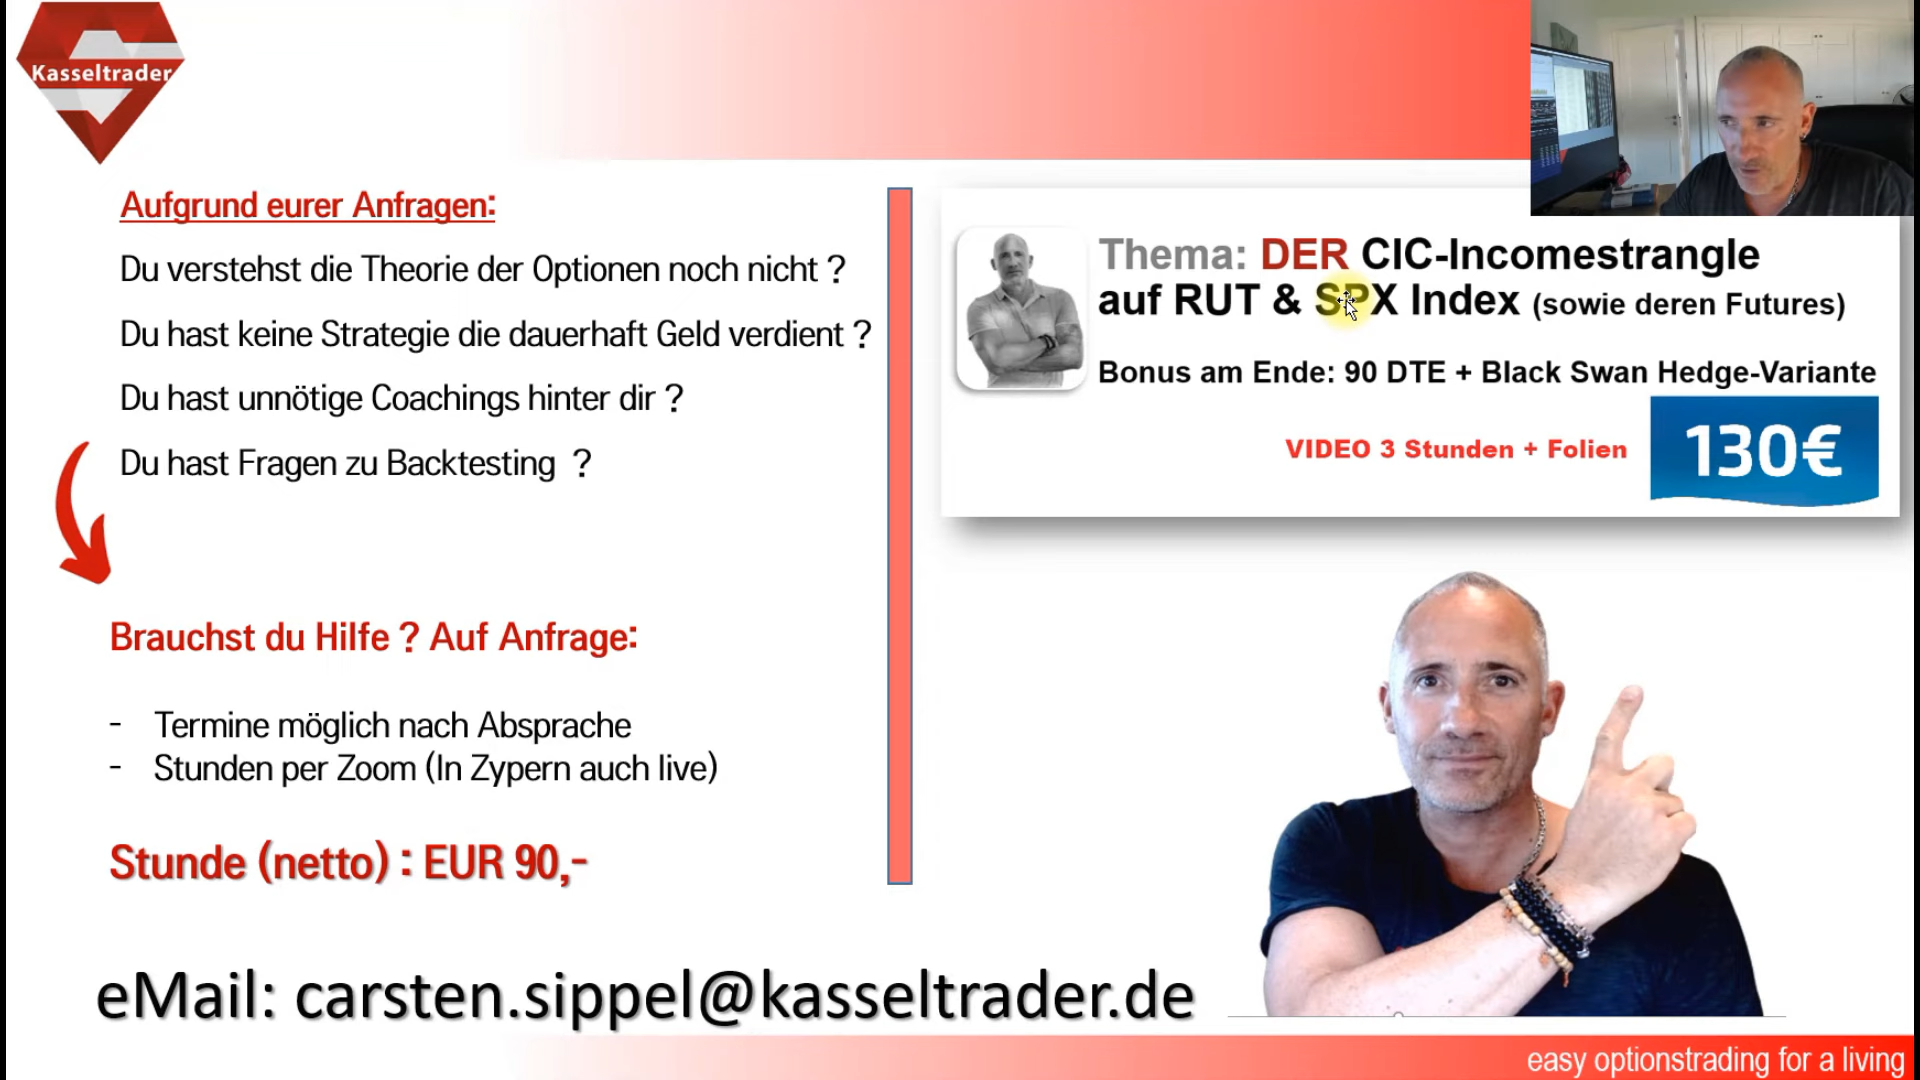 Kasseltrader
Aufgrund eurer Anfragen:
Du verstehst die Theorie der Optionen noch nicht ?
Du hast keine Strategie die dauerhaft Geld verdient ?
Du hast unnötige Coachings hinter dir ?
Du hast Fragen zu Backtesting ?
Brauchst du Hilfe ? Auf Anfrage:
- Termine möglich nach Absprache
- Stunden per Zoom (In Zypern auch live)
Stunde (netto) : EUR 90,-
eMail: carsten.sippel@kasseltrader.de
Thema: DER CIC-Incomestrangle
auf RUT & SPX Index (sowie deren Futures)
Bonus am Ende: 90 DTE + Black Swan Hedge-Variante
VIDEO 3 Stunden + Folien
130€
easy optionstrading for a living